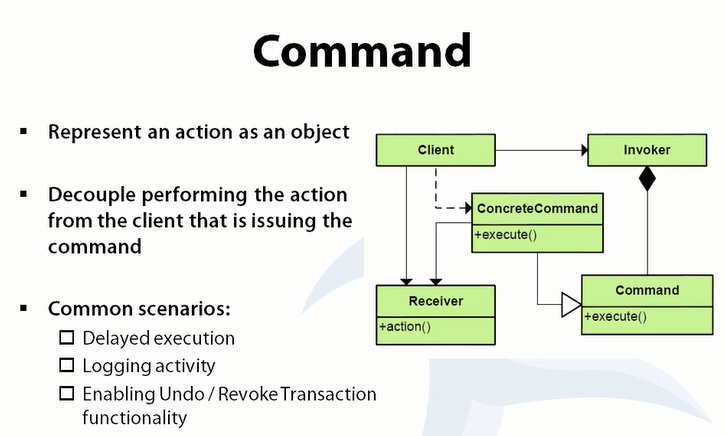 Command
▪ Represent an action as an object
▪ Decouple performing the action
from the client that is issuing the
command
▪ Common scenarios:
☐ Delayed execution
☐ Logging activity
☐ Enabling Undo / Revoke Transaction
functionality
Client
Invoker
ConcreteCommand
+execute()
Receiver
+action()
Command
+execute()